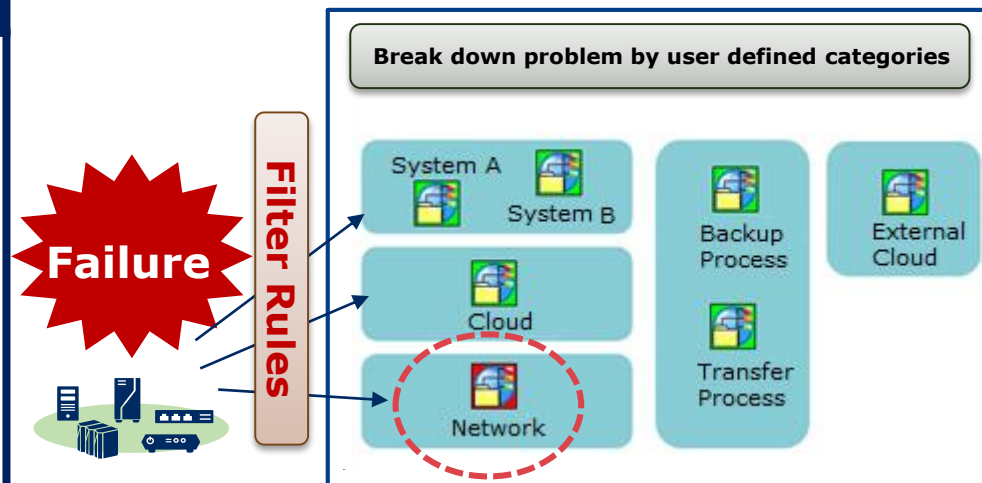 Break down problem by user defined categories
Failure
Filter Rules
System A
System B
Cloud
Network
Backup
Process
Transfer
Process
External
Cloud